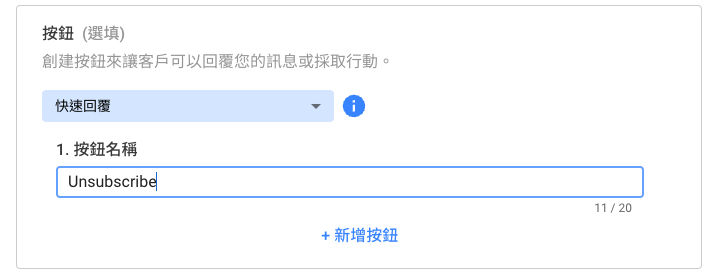 按鈕 (選填)
創建按鈕來讓客戶可以回覆您的訊息或採取行動。
快速回覆
1. 按鈕名稱
Unsubscribe
11 / 20
+ 新增按鈕